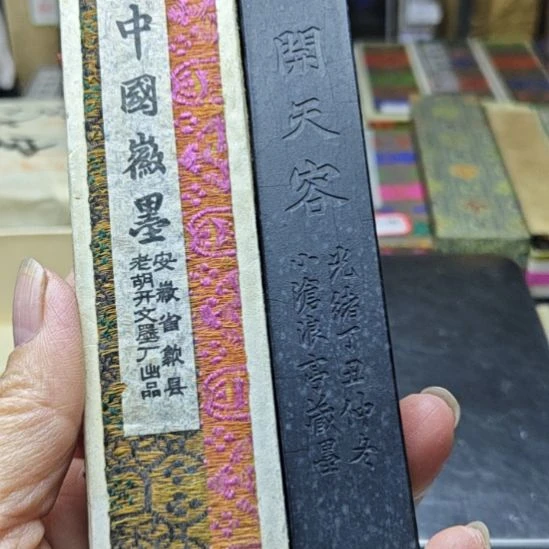 中國徽墨
安徽省歙县
老胡开文墨厂出品
開天容
光緒丁丑仲冬
小滄浪亭藏墨